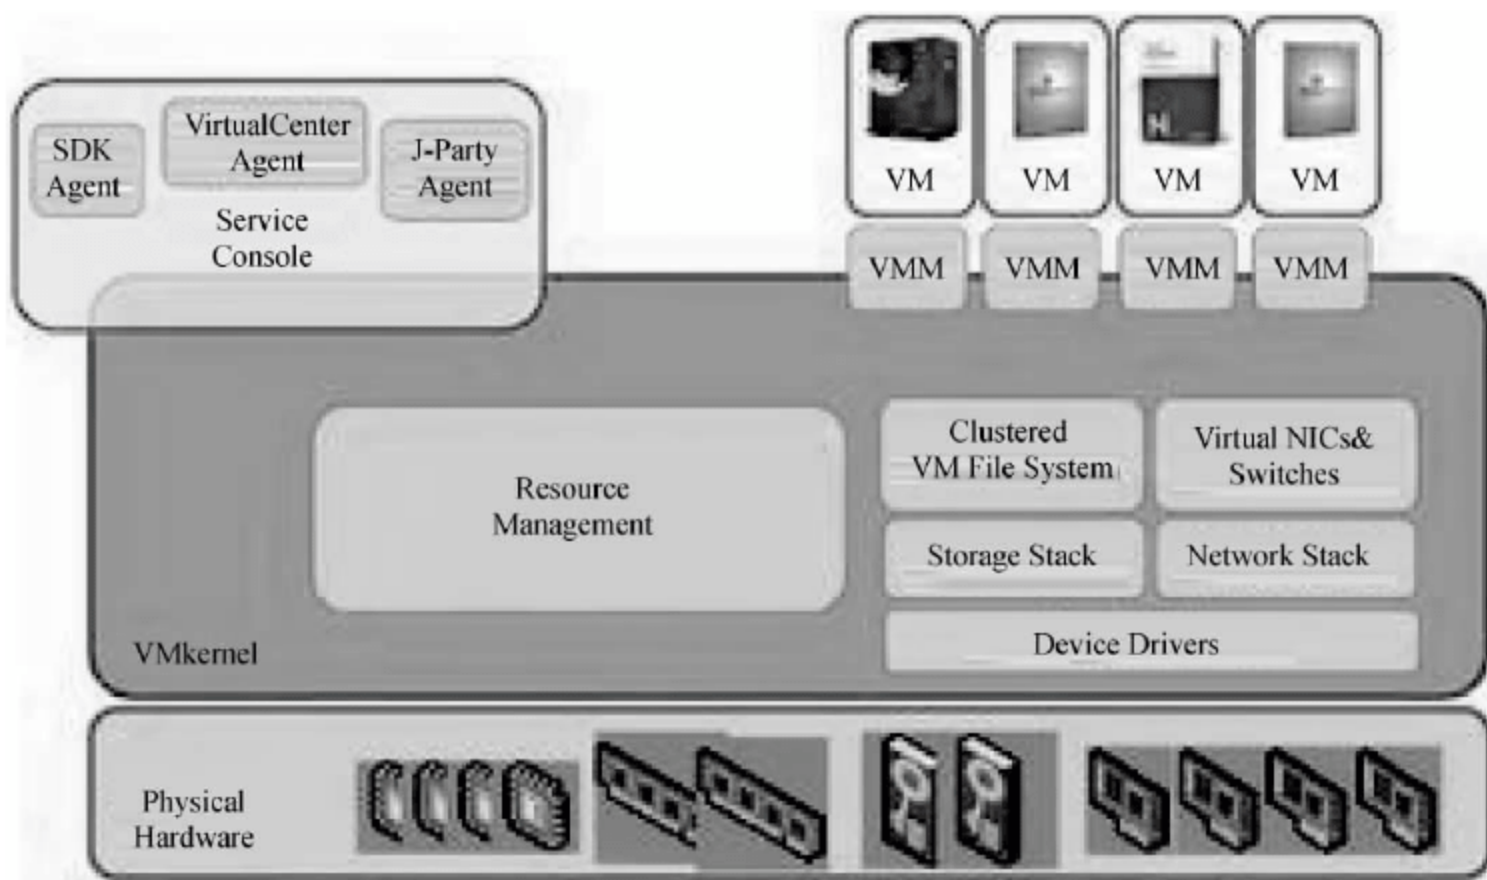 SDK
Agent
VirtualCenter
Agent
J-Party
Agent
Service
Console
VM
VM
VM
VM
VMM
VMM
VMM
VMM
Resource
Management
Clustered
VM File System
Virtual NICs&
Switches
Storage Stack
Network Stack
Device Drivers
VMkernel
Physical
Hardware